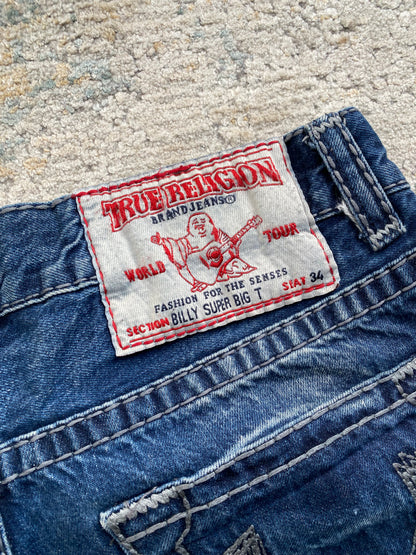 TRUE RELIGION
BRAND JEANS®
WORLD TOUR
FASHION FOR THE SENSES
SECTION BILLY SUPER BIG T SEAT 34